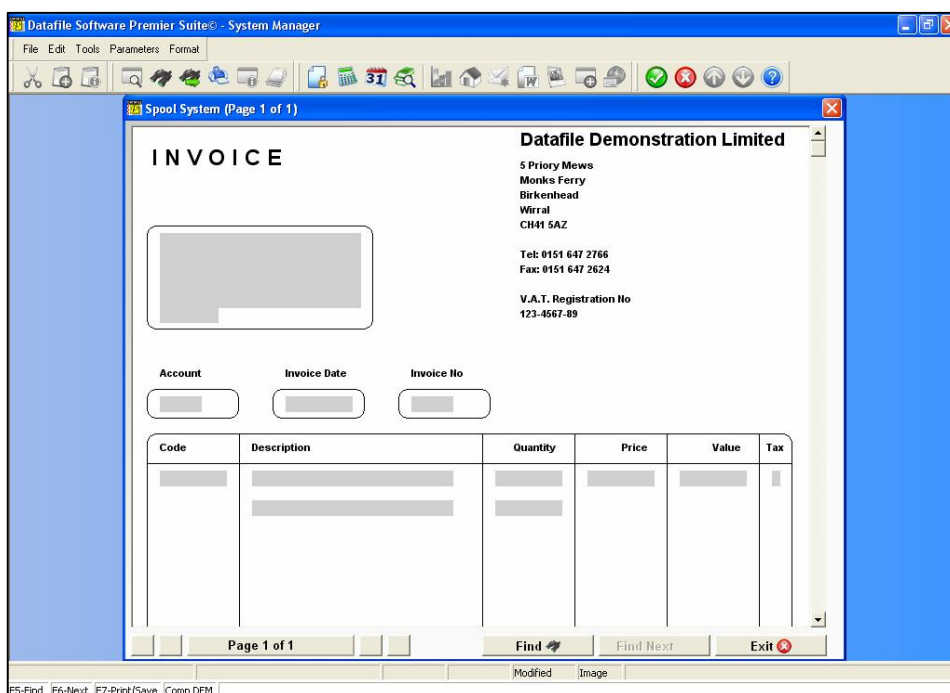 Datafile Software Premier Suite© - System Manager
File Edit Tools Parameters Format
31
Spool System (Page 1 of 1)
INVOICE
Datafile Demonstration Limited
5 Priory Mews
Monks Ferry
Birkenhead
Wirral
CH41 5AZ
Tel: 0151 647 2766
Fax: 0151 647 2624
V.A.T. Registration No
123-4567-89
Account Invoice Date Invoice No
Code Description Quantity Price Value Tax
Page 1 of 1 Find Find Next Exit
Modified Image
F5-Find F6-Next F7-Print/Save Comp DFM